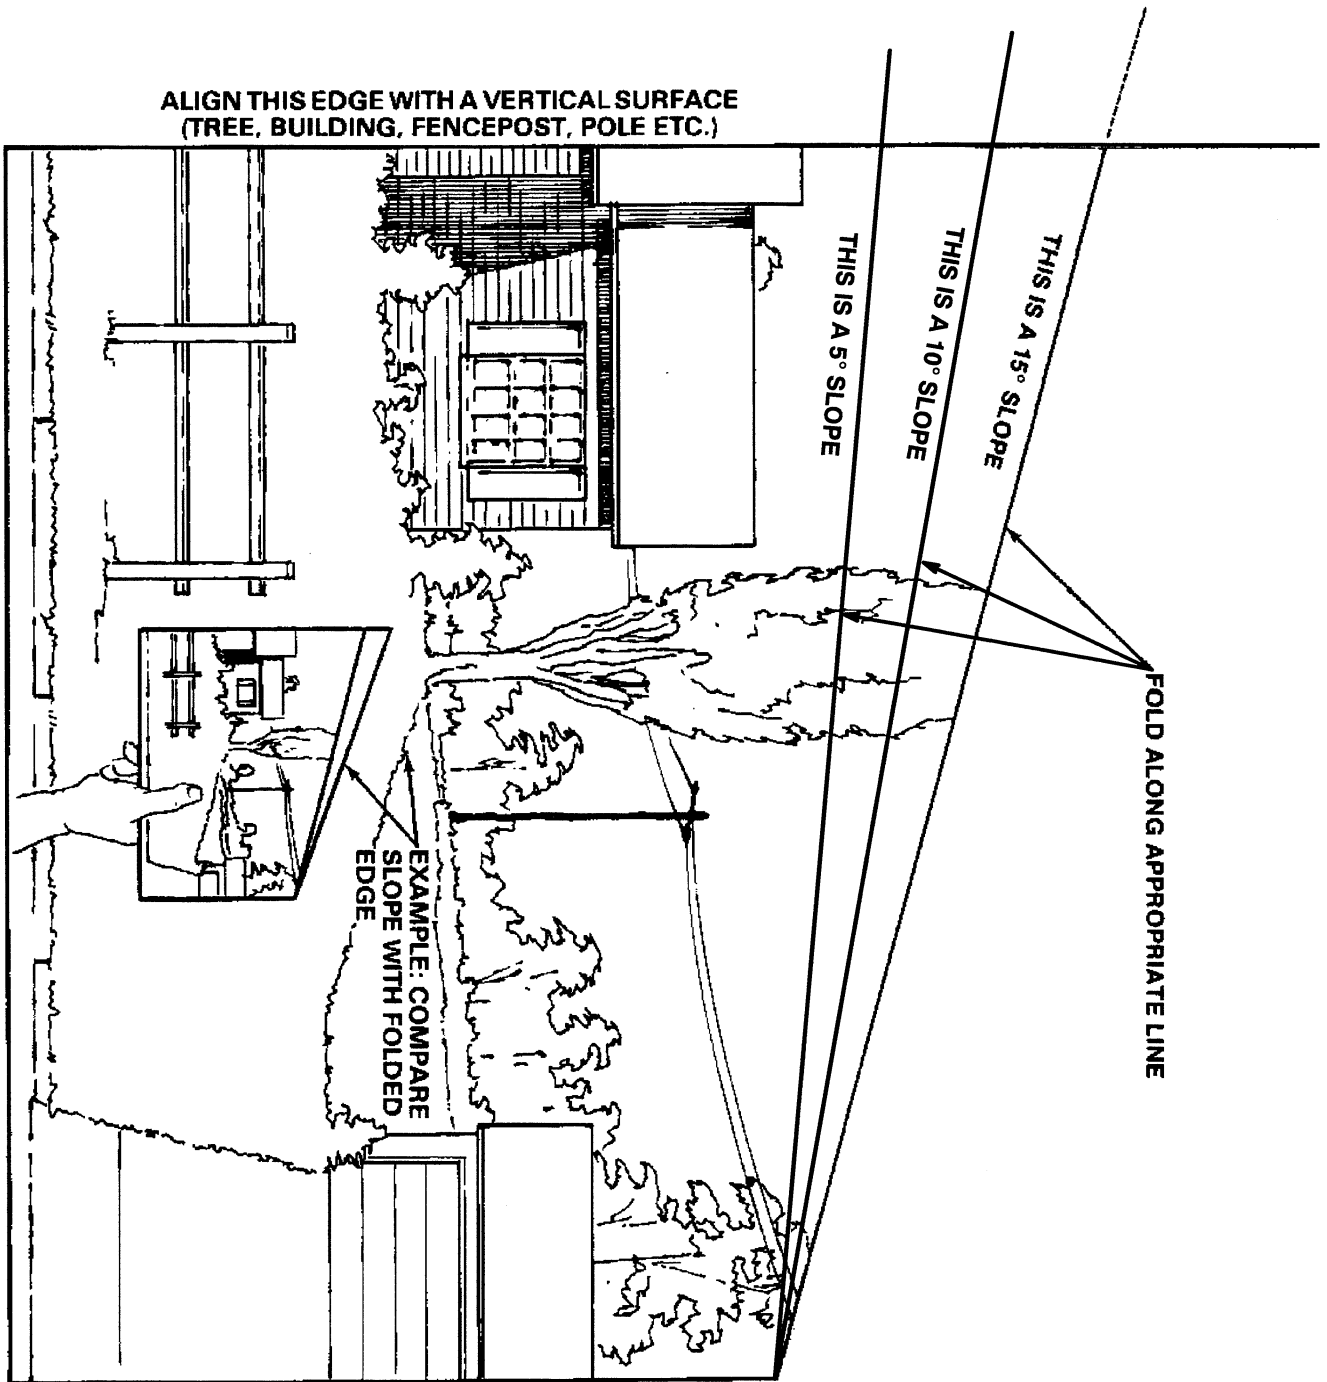 ALIGN THIS EDGE WITH A VERTICAL SURFACE
(TREE, BUILDING, FENCEPOST, POLE ETC.)
THIS IS A 5° SLOPE
THIS IS A 10° SLOPE
THIS IS A 15° SLOPE
FOLD ALONG APPROPRIATE LINE
EXAMPLE: COMPARE
SLOPE WITH FOLDED
EDGE